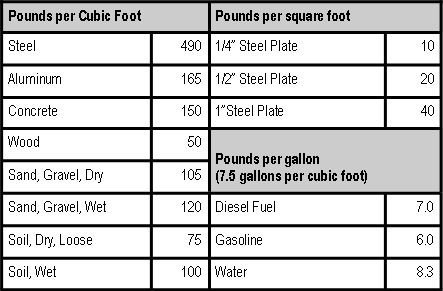 Pounds per Cubic Foot
Pounds per square foot
Steel 490
1/4" Steel Plate 10
Aluminum 165
1/2" Steel Plate 20
Concrete 150
1"Steel Plate 40
Wood 50
Pounds per gallon
(7.5 gallons per cubic foot)
Sand, Gravel, Dry 105
Sand, Gravel, Wet 120
Diesel Fuel 7.0
Soil, Dry, Loose 75
Gasoline 6.0
Soil, Wet 100
Water 8.3